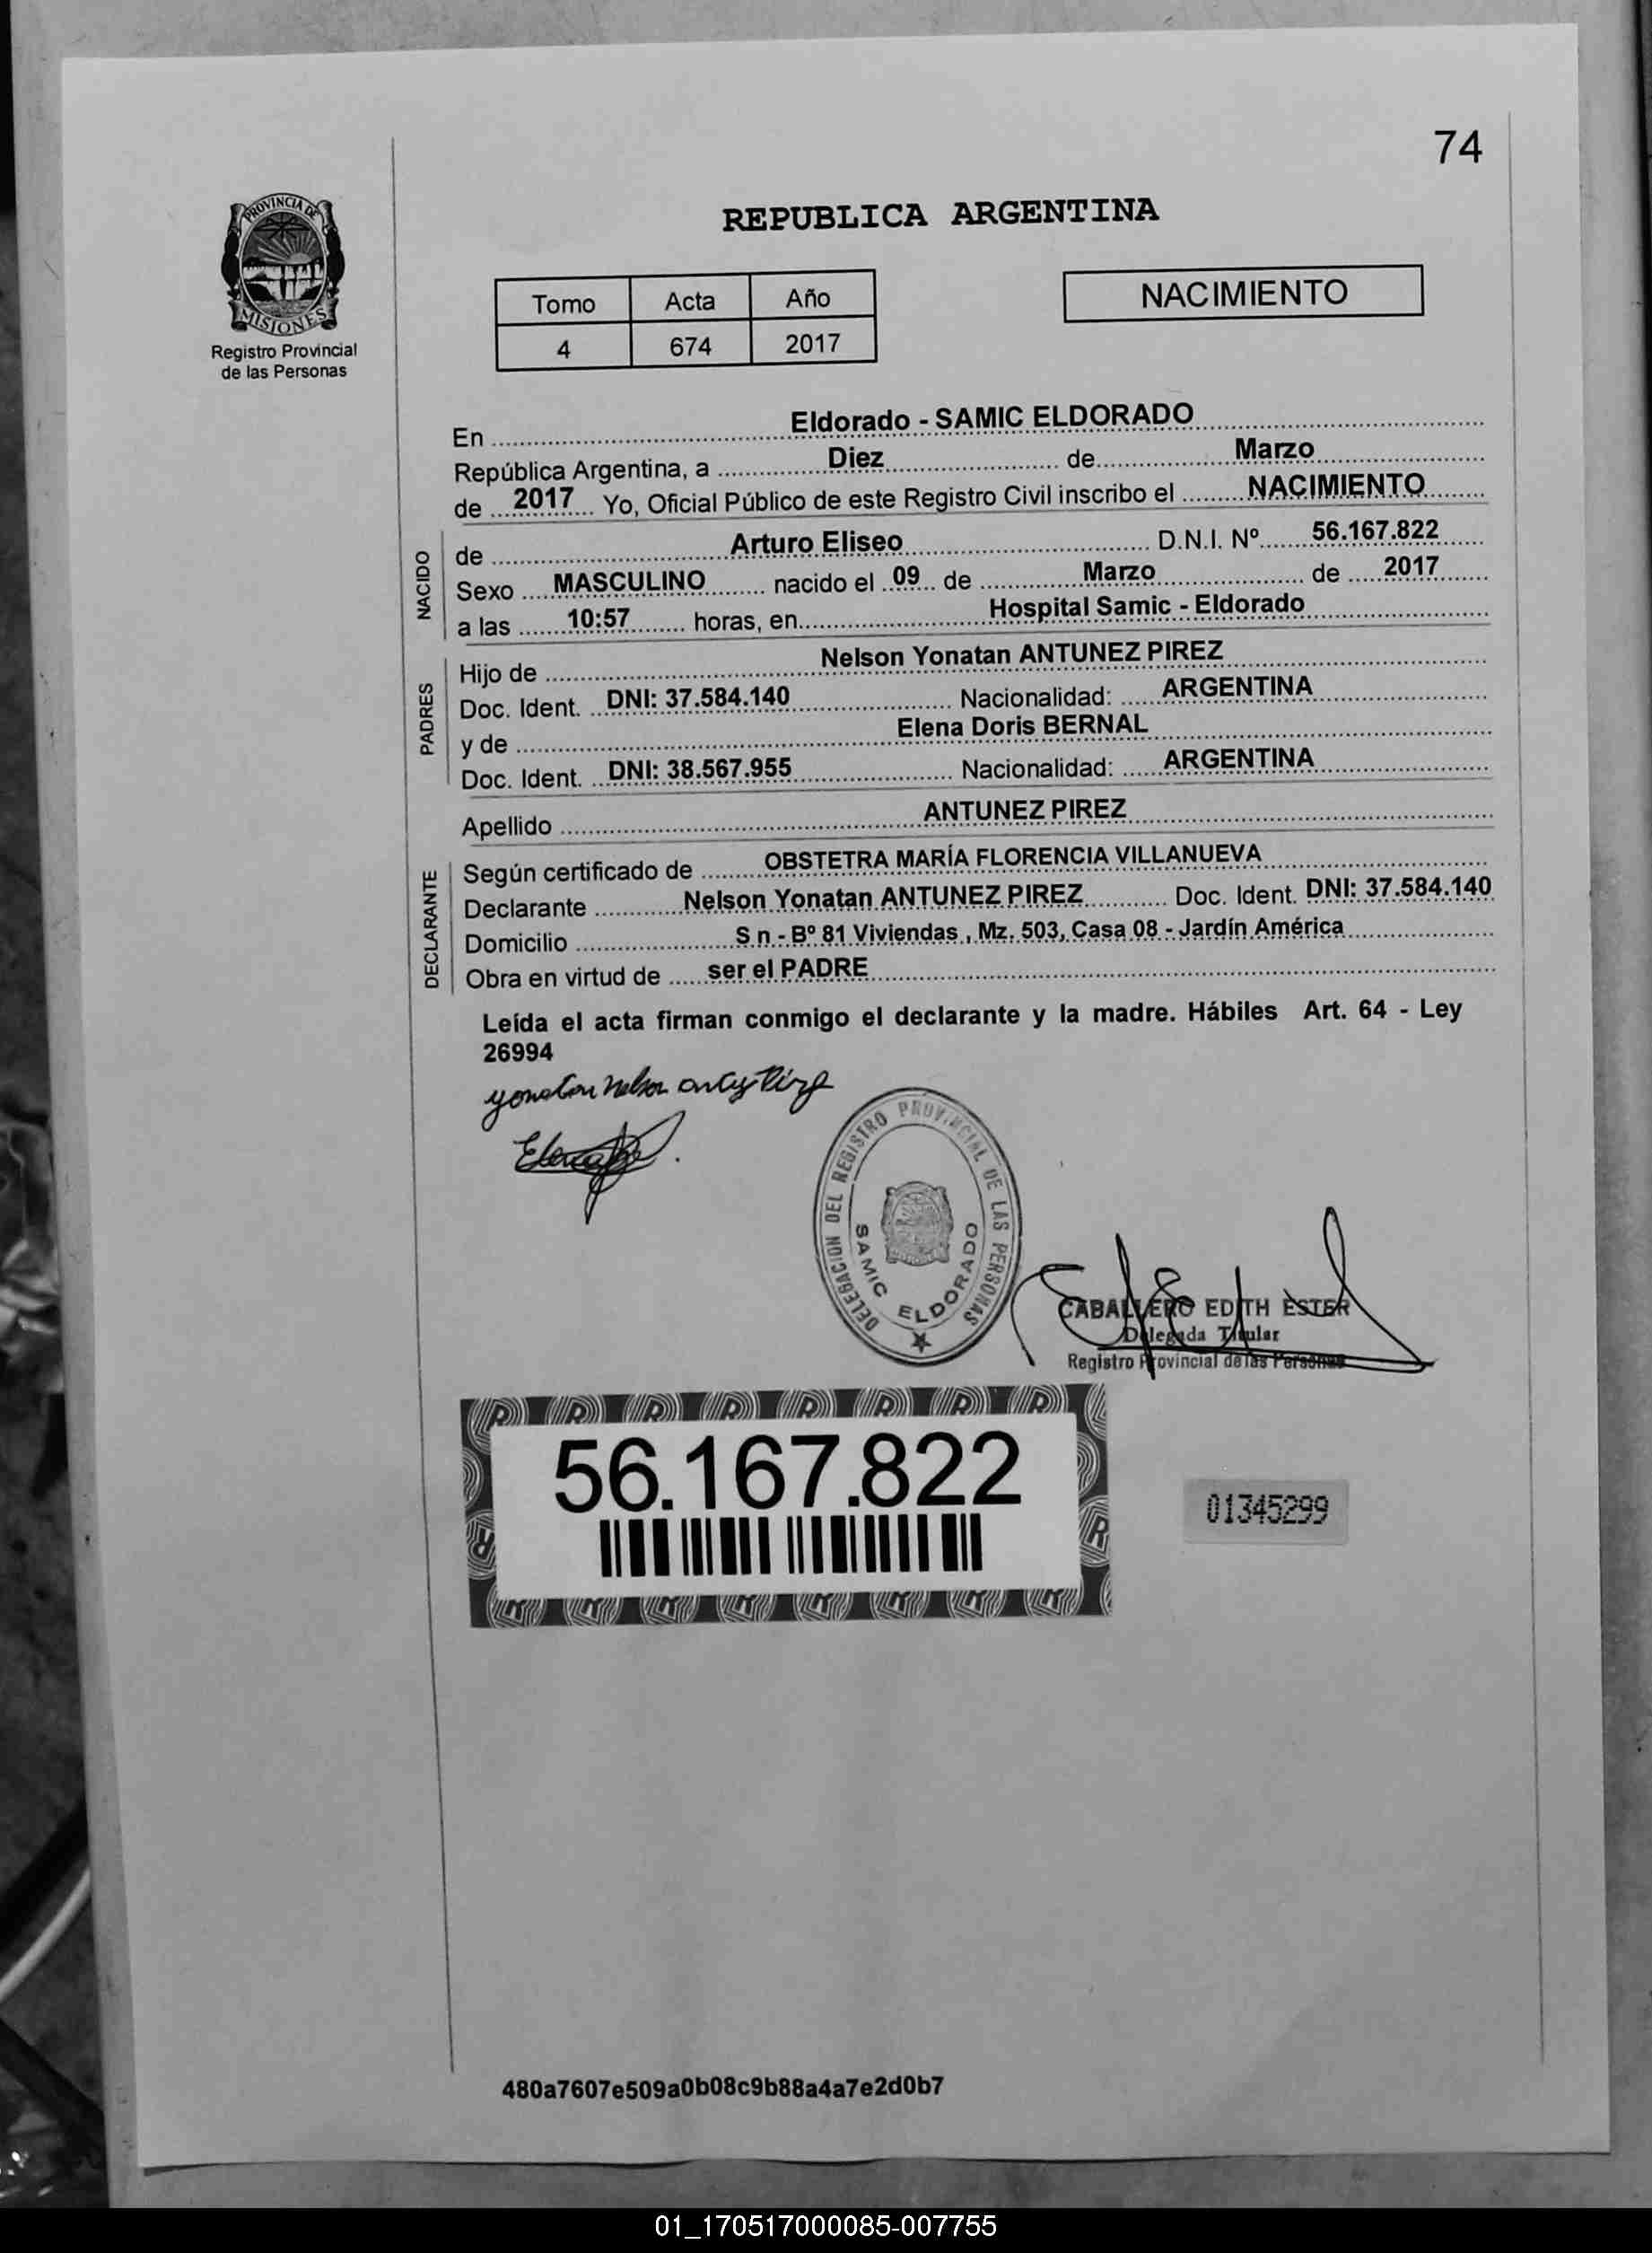 74
PROVINCIA DE
MISIONES
Registro Provincial
de las Personas
REPUBLICA ARGENTINA
Tomo Acta Año
4 674 2017
NACIMIENTO
En Eldorado - SAMIC ELDORADO
República Argentina, a Diez de Marzo
de 2017 Yo, Oficial Público de este Registro Civil inscribo el NACIMIENTO
NACIDO
de Arturo Eliseo D.N.I. Nº 56.167.822
Sexo MASCULINO nacido el 09 de Marzo de 2017
a las 10:57 horas, en Hospital Samic - Eldorado
PADRES
Hijo de Nelson Yonatan ANTUNEZ PIREZ
Doc. Ident. DNI: 37.584.140 Nacionalidad: ARGENTINA
y de Elena Doris BERNAL
Doc. Ident. DNI: 38.567.955 Nacionalidad: ARGENTINA
Apellido ANTUNEZ PIREZ
DECLARANTE
Según certificado de OBSTETRA MARÍA FLORENCIA VILLANUEVA
Declarante Nelson Yonatan ANTUNEZ PIREZ Doc. Ident. DNI: 37.584.140
Domicilio S n - Bº 81 Viviendas , Mz. 503, Casa 08 - Jardín América
Obra en virtud de ser el PADRE
Leída el acta firman conmigo el declarante y la madre. Hábiles Art. 64 - Ley
26994
DELEGACION DEL REGISTRO PROVINCIAL DE LAS PERSONAS
SAMIC ELDORADO
CABALLERO EDITH ESTER
Delegada Titular
Registro Provincial de las Personas
56.167.822
01345299
480a7607e509a0b08c9b88a4a7e2d0b7
01_170517000085-007755